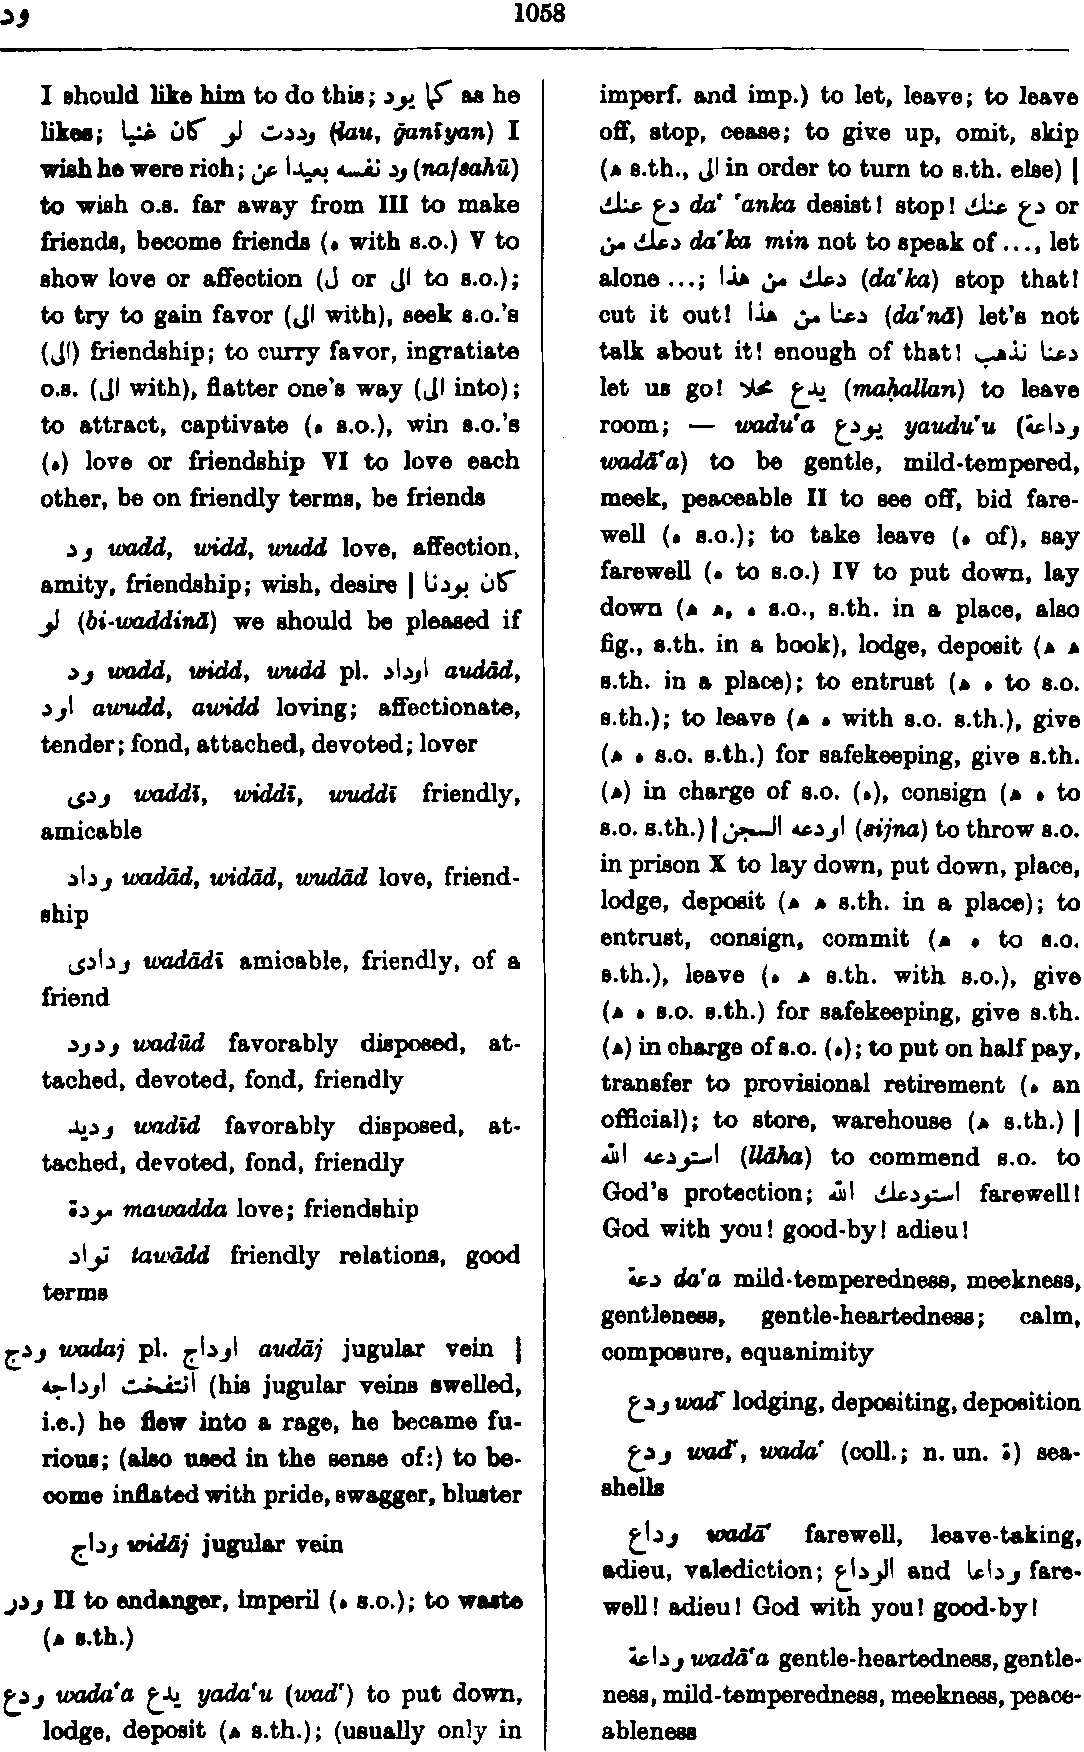 ود
1058
I should like him to do this; كما يود as he
likes; وددت لو كان غنيا (lau, ḡanīyan) I
wish he were rich; ود نفسه بعيدا عن (nafsahū)
to wish o.s. far away from III to make
friends, become friends (ه with s.o.) V to
show love or affection (ل or الى to s.o.);
to try to gain favor (الى with), seek s.o.'s
(الى) friendship; to curry favor, ingratiate
o.s. (الى with), flatter one's way (الى into);
to attract, captivate (ه s.o.), win s.o.'s
(ه) love or friendship VI to love each
other, be on friendly terms, be friends
ود wadd, widd, wudd love, affection,
amity, friendship; wish, desire | كان بودنا
لو (bi-waddinā) we should be pleased if
ود wadd, widd, wudd pl. اوداد audād,
اود awudd, awidd loving; affectionate,
tender; fond, attached, devoted; lover
ودى waddī, widdī, wuddī friendly,
amicable
وداد wadād, widād, wudād love, friend-
ship
ودادى wadādī amicable, friendly, of a
friend
ودود wadūd favorably disposed, at-
tached, devoted, fond, friendly
وديد wadīd favorably disposed, at-
tached, devoted, fond, friendly
مودة mawadda love; friendship
تواد tawādd friendly relations, good
terms
ودج wadaj pl. اوداج audāj jugular vein |
انتفخت اوداجه (his jugular veins swelled,
i.e.) he flew into a rage, he became fu-
rious; (also used in the sense of:) to be-
come inflated with pride, swagger, bluster
وداج widāj jugular vein
ودر II to endanger, imperil (ه s.o.); to waste
(ه s.th.)
ودع wada‘a يدع yada‘u (wad‘) to put down,
lodge, deposit (ه s.th.); (usually only in
imperf. and imp.) to let, leave; to leave
off, stop, cease; to give up, omit, skip
(ه s.th., الى in order to turn to s.th. else) |
دع عنك da‘ ‘anka desist! stop! دع عنك or
دعك من da‘ka min not to speak of ..., let
alone ...; دعك من هذا (da‘ka) stop that!
cut it out! دعنا من هذا (da‘nā) let's not
talk about it! enough of that! دعنا نذهب
let us go! يدع محلا (maḥallan) to leave
room; — wadu‘a يودع yaudu‘u (وداعة
wadā‘a) to be gentle, mild-tempered,
meek, peaceable II to see off, bid fare-
well (ه s.o.); to take leave (ه of), say
farewell (ه to s.o.) IV to put down, lay
down (ه ه, ه s.o., s.th. in a place, also
fig., s.th. in a book), lodge, deposit (ه ه
s.th. in a place); to entrust (ه ه to s.o.
s.th.); to leave (ه ه with s.o. s.th.), give
(ه ه s.o. s.th.) for safekeeping, give s.th.
(ه) in charge of s.o. (ه), consign (ه ه to
s.o. s.th.) | اودعه السجن (sijna) to throw s.o.
in prison X to lay down, put down, place,
lodge, deposit (ه ه s.th. in a place); to
entrust, consign, commit (ه ه to s.o.
s.th.), leave (ه ه s.th. with s.o.), give
(ه ه s.o. s.th.) for safekeeping, give s.th.
(ه) in charge of s.o. (ه); to put on half pay,
transfer to provisional retirement (ه an
official); to store, warehouse (ه s.th.) |
استودعه الله (llāha) to commend s.o. to
God's protection; استودعك الله farewell!
God with you! good-by! adieu!
دعة da‘a mild-temperedness, meekness,
gentleness, gentle-heartedness; calm,
composure, equanimity
ودع wad‘ lodging, depositing, deposition
ودع wad‘, wada‘ (coll.; n. un. ة) sea-
shells
وداع wadā‘ farewell, leave-taking,
adieu, valediction; الوداع and وداعا fare-
well! adieu! God with you! good-by!
وداعة wadā‘a gentle-heartedness, gentle-
ness, mild-temperedness, meekness, peace-
ableness